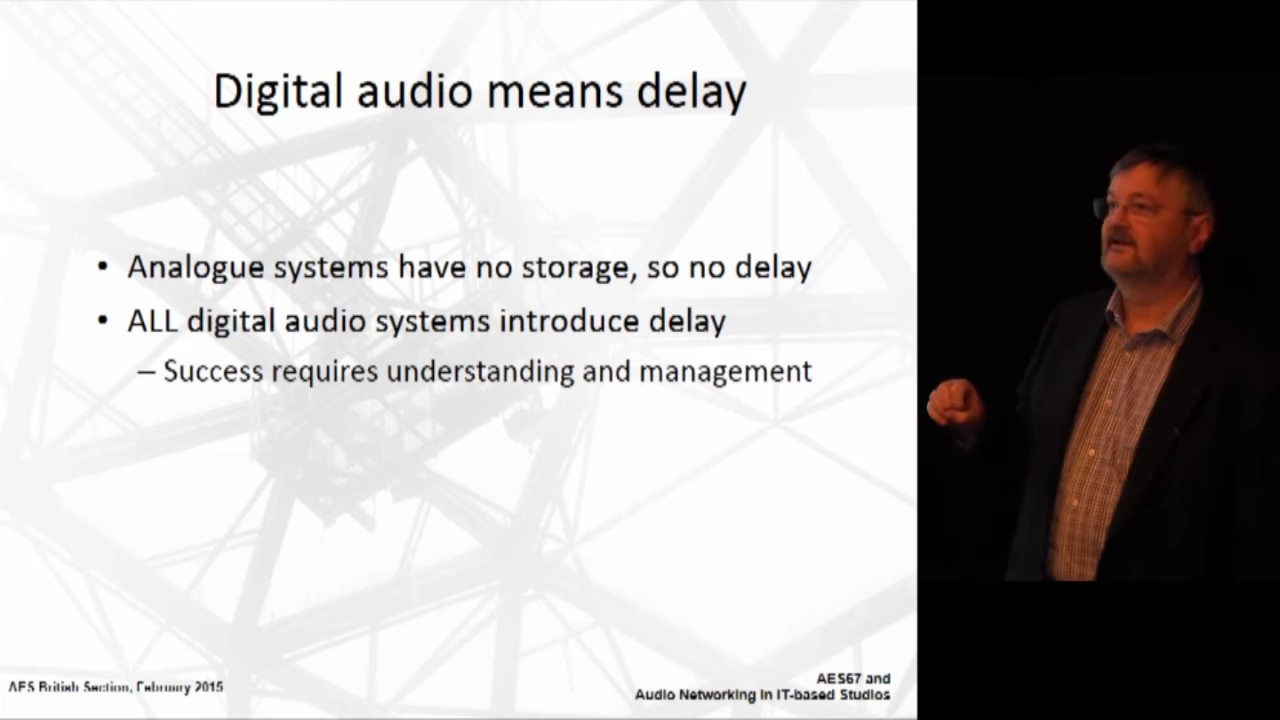 Digital audio means delay
• Analogue systems have no storage, so no delay
• ALL digital audio systems introduce delay
– Success requires understanding and management
AES British Section, February 2015
AES67 and
Audio Networking in IT-based Studios